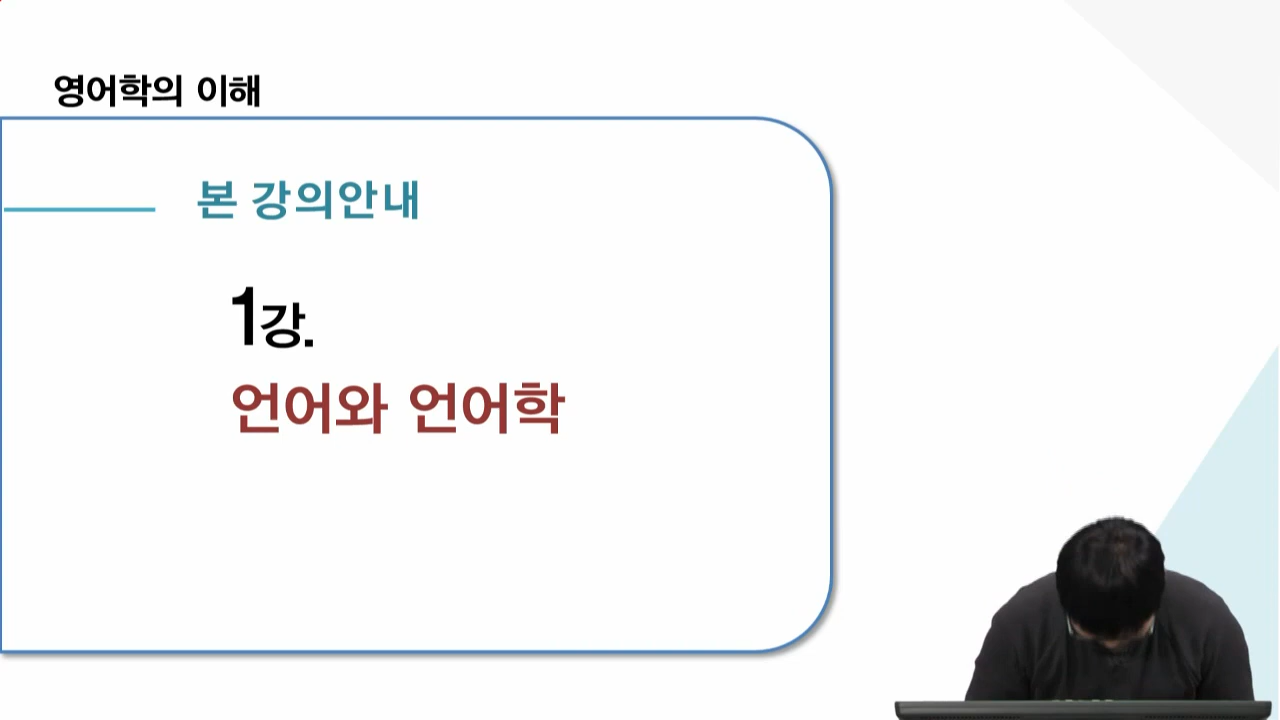 영어학의 이해
본 강의안내
1강.
언어와 언어학